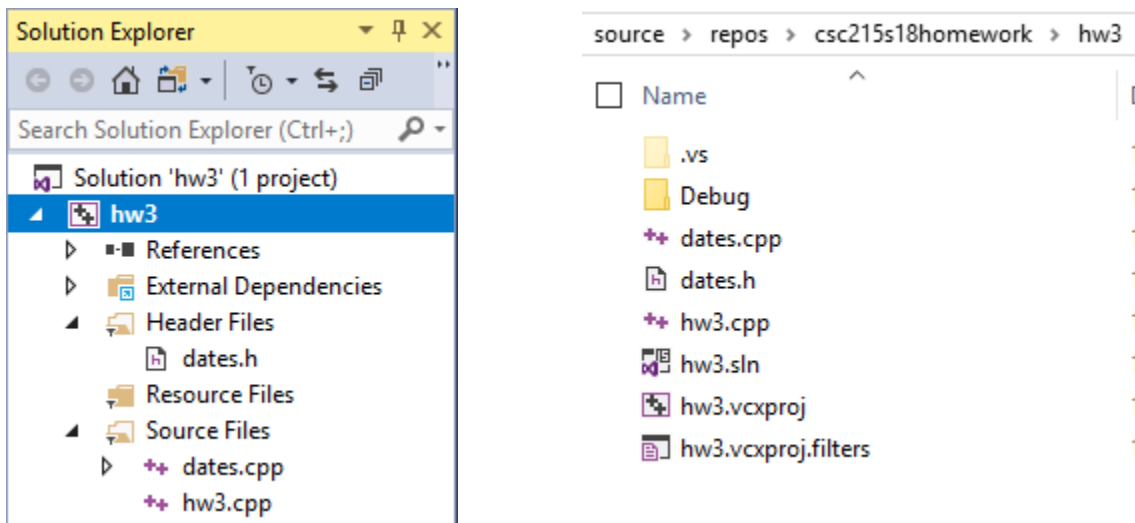 Solution Explorer
Search Solution Explorer (Ctrl+;)
Solution 'hw3' (1 project)
hw3
References
External Dependencies
Header Files
dates.h
Resource Files
Source Files
dates.cpp
hw3.cpp
source > repos > csc215s18homework > hw3
Name
.vs
Debug
dates.cpp
dates.h
hw3.cpp
hw3.sln
hw3.vcxproj
hw3.vcxproj.filters